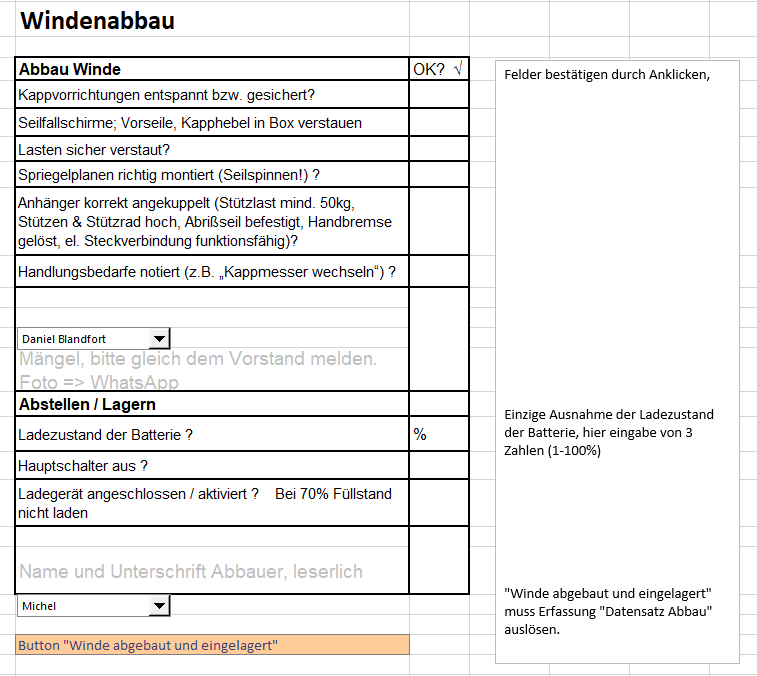 Windenabbau
Abbau Winde
OK? √
Kappvorrichtungen entspannt bzw. gesichert?
Seilfallschirme; Vorseile, Kapphebel in Box verstauen
Lasten sicher verstaut?
Spriegelplanen richtig montiert (Seilspinnen!) ?
Anhänger korrekt angekuppelt (Stützlast mind. 50kg,
Stützen & Stützrad hoch, Abrißseil befestigt, Handbremse
gelöst, el. Steckverbindung funktionsfähig)?
Handlungsbedarfe notiert (z.B. „Kappmesser wechseln“) ?
Daniel Blandfort
Mängel, bitte gleich dem Vorstand melden.
Foto => WhatsApp
Abstellen / Lagern
Ladezustand der Batterie ?
%
Hauptschalter aus ?
Ladegerät angeschlossen / aktiviert ? Bei 70% Füllstand
nicht laden
Name und Unterschrift Abbauer, leserlich
Michel
Button "Winde abgebaut und eingelagert"
Felder bestätigen durch Anklicken,
Einzige Ausnahme der Ladezustand
der Batterie, hier eingabe von 3
Zahlen (1-100%)
"Winde abgebaut und eingelagert"
muss Erfassung "Datensatz Abbau"
auslösen.